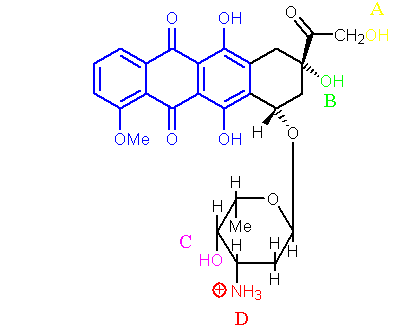 A
O OH O
CH₂OH
OH
B
OMe O OH H O
H O
H Me
C H H
HO H
H
⊕ NH₃
D